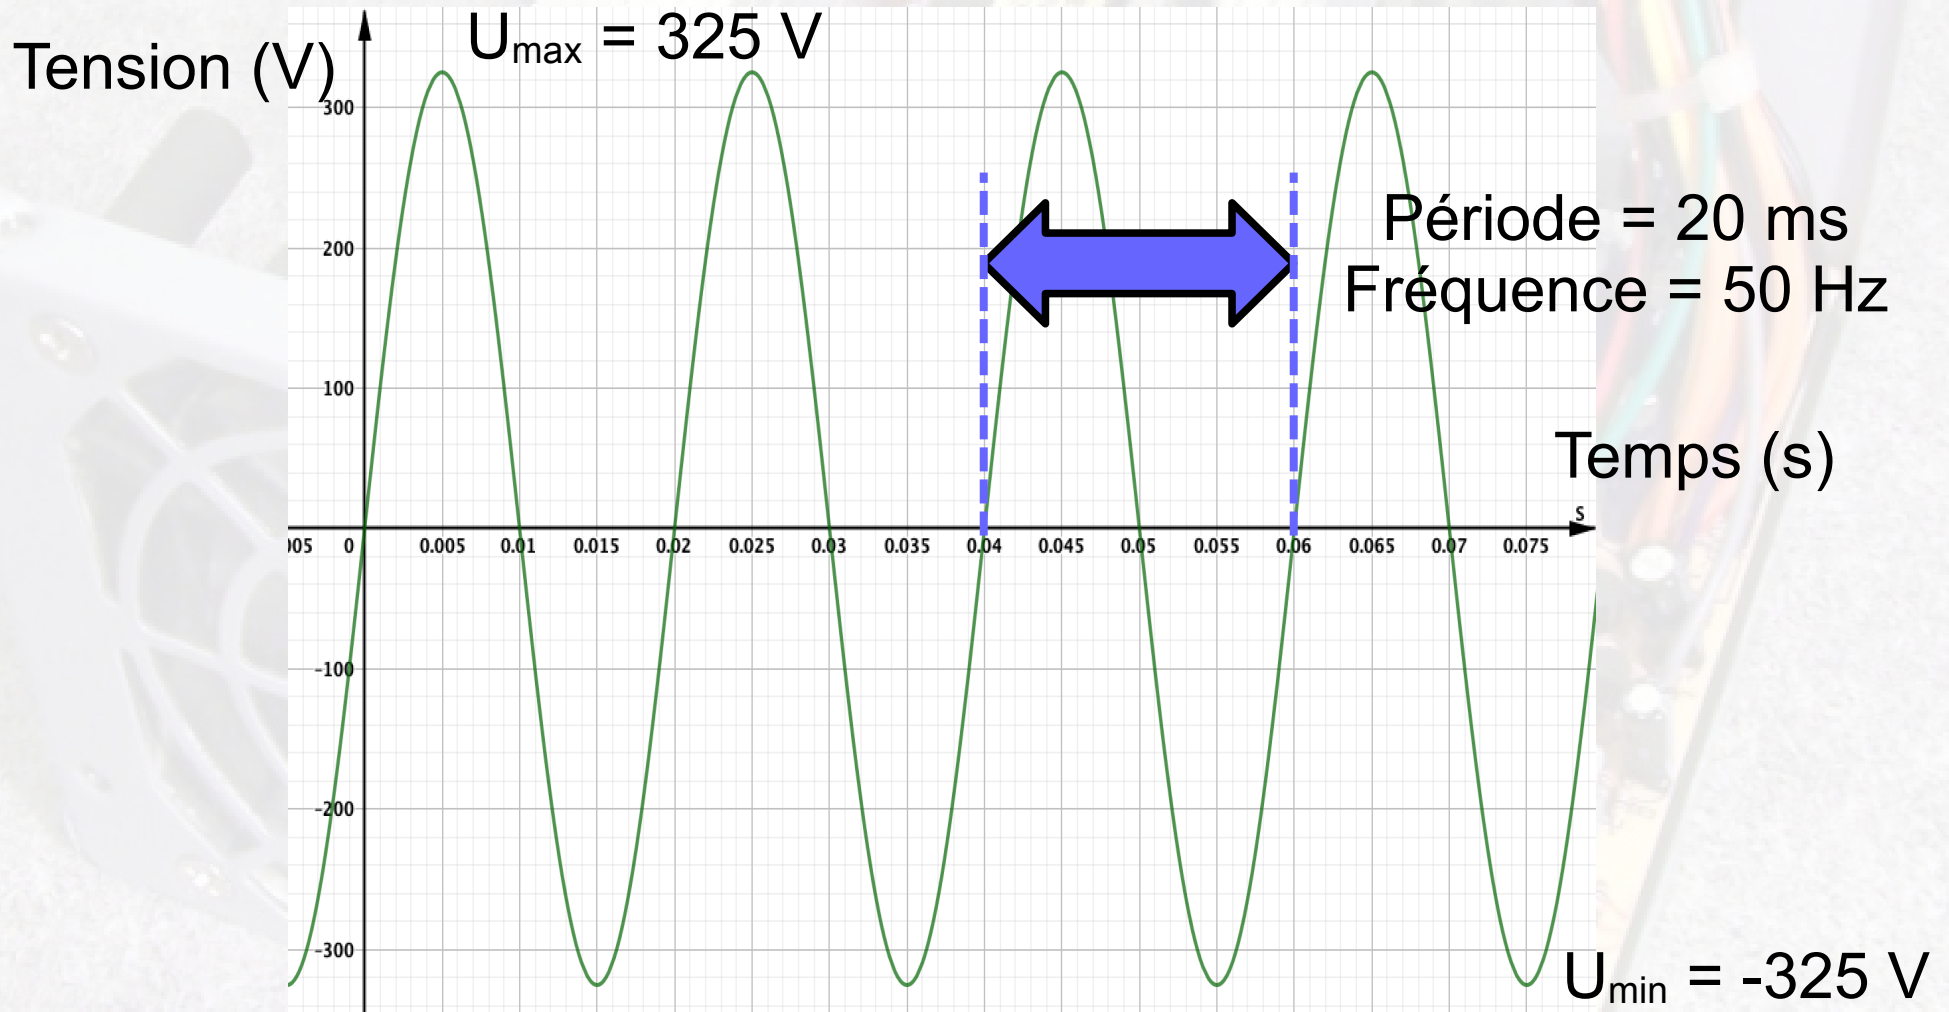 Umax = 325 V
Tension (V)
300
200
100
Période = 20 ms
Fréquence = 50 Hz
Temps (s)
s
005 0 0.005 0.01 0.015 0.02 0.025 0.03 0.035 0.04 0.045 0.05 0.055 0.06 0.065 0.07 0.075
-100
-200
-300
Umin = -325 V